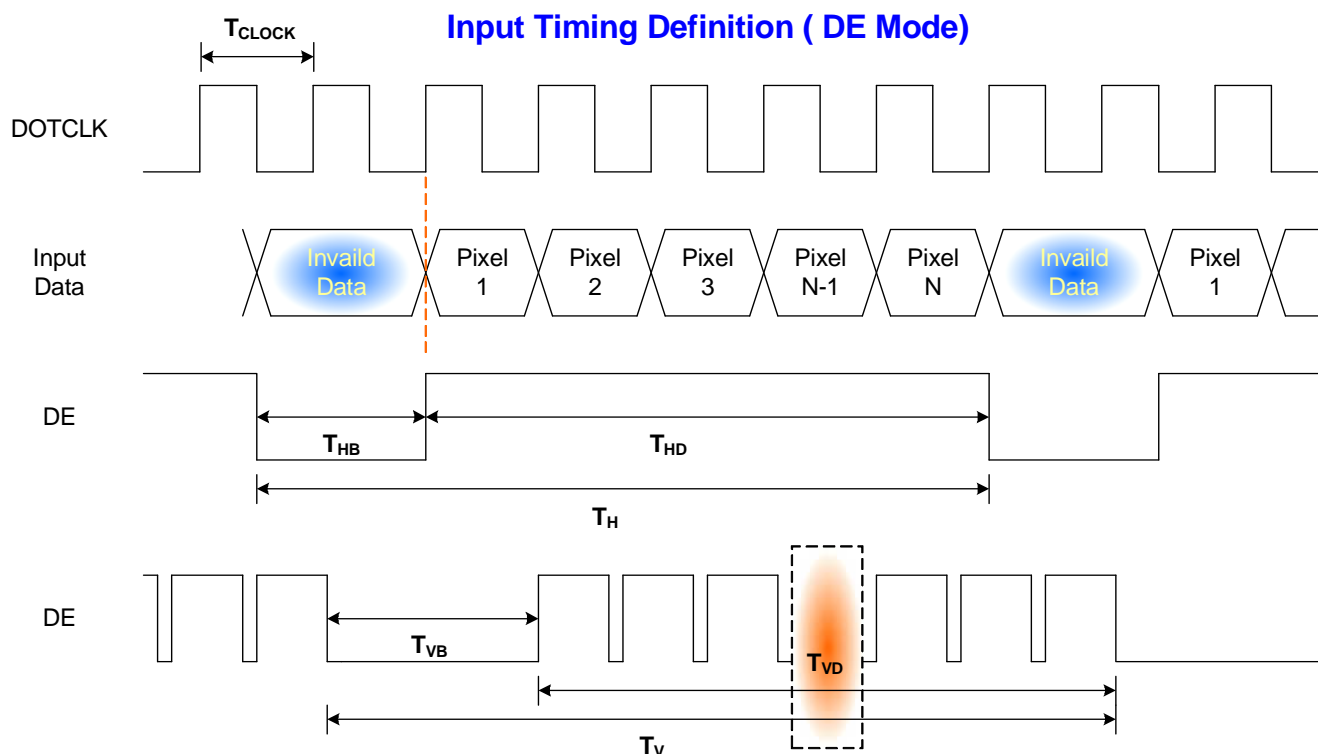 Input Timing Definition ( DE Mode)
TCLOCK
DOTCLK
Input
Data
Invaild
Data
Pixel
1
Pixel
2
Pixel
3
Pixel
N-1
Pixel
N
Invaild
Data
Pixel
1
DE
THB
THD
TH
DE
TVB
TVD
TV